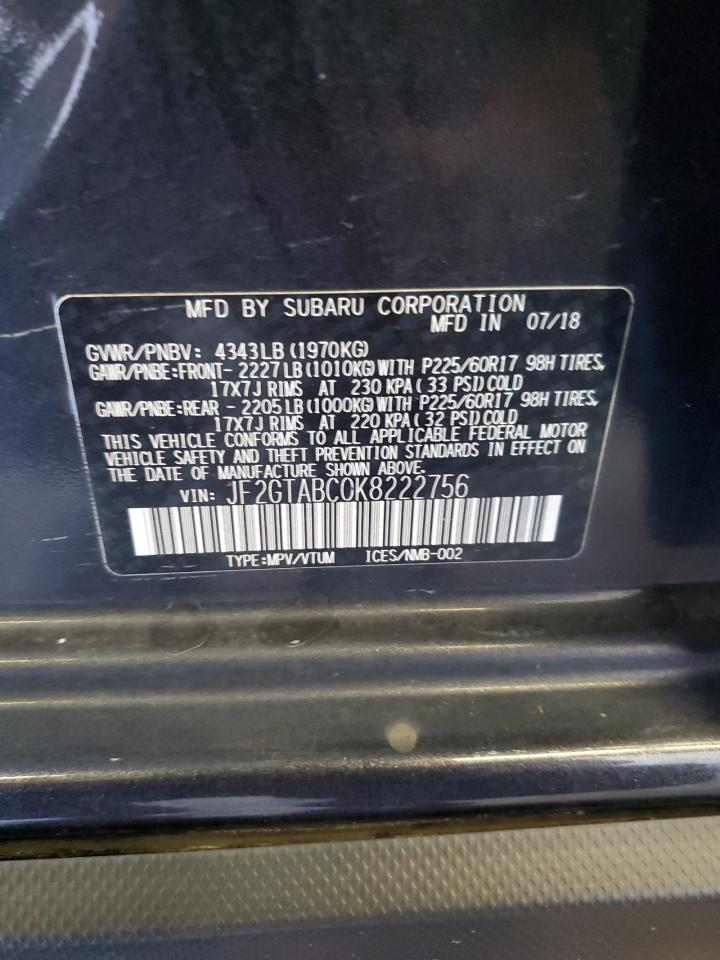 MFD BY SUBARU CORPORATION
MFD IN 07/18
GVWR/PNBV: 4343LB(1970KG)
GAWR/PNBE:FRONT- 2227LB(1010KG)WITH P225/60R17 98H TIRES,
17X7J RIMS AT 230 KPA(33 PSI)COLD
GAWR/PNBE:REAR - 2205LB(1000KG)WITH P225/60R17 98H TIRES,
17X7J RIMS AT 220 KPA(32 PSI)COLD
THIS VEHICLE CONFORMS TO ALL APPLICABLE FEDERAL MOTOR
VEHICLE SAFETY AND THEFT PREVENTION STANDARDS IN EFFECT ON
THE DATE OF MANUFACTURE SHOWN ABOVE.
VIN: JF2GTABC0K8222756
TYPE:MPV/VTUM ICES/NMB-002